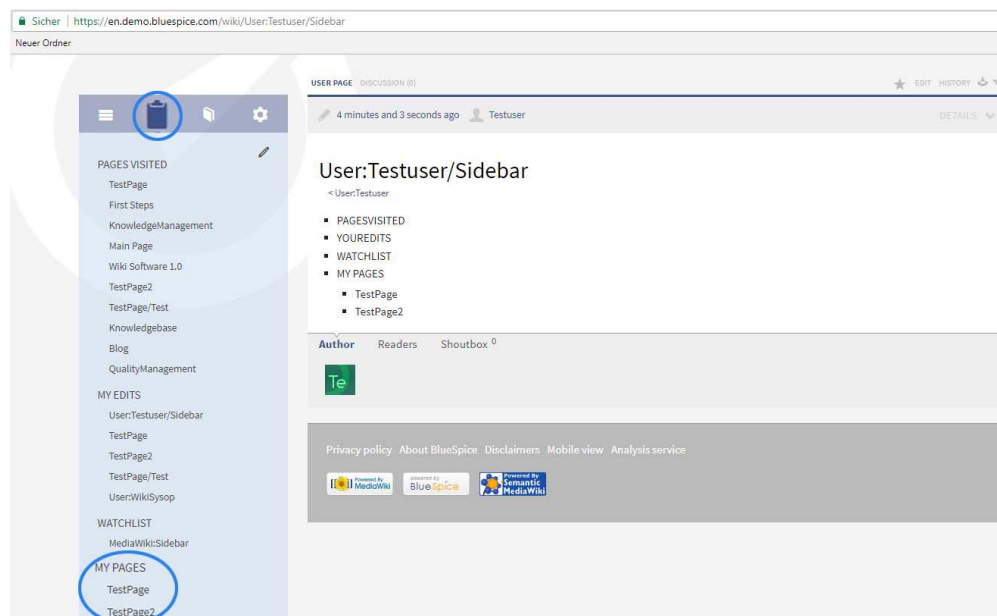 Sicher | https://en.demo.bluespice.com/wiki/User:Testuser/Sidebar
Neuer Ordner
USER PAGE DISCUSSION (0) EDIT HISTORY
4 minutes and 3 seconds ago Testuser DETAILS
PAGES VISITED
TestPage
First Steps
KnowledgeManagement
Main Page
Wiki Software 1.0
TestPage2
TestPage/Test
Knowledgebase
Blog
QualityManagement
MY EDITS
User:Testuser/Sidebar
TestPage
TestPage2
TestPage/Test
User:WikiSysop
WATCHLIST
MediaWiki:Sidebar
MY PAGES
TestPage
TestPage2
User:Testuser/Sidebar
< User:Testuser
PAGESVISITED
YOUREDITS
WATCHLIST
MY PAGES
TestPage
TestPage2
Author Readers Shoutbox 0
Te
Privacy policy About BlueSpice Disclaimers Mobile view Analysis service
Powered By
MediaWiki
powered by
BlueSpice
Powered By
Semantic
MediaWiki